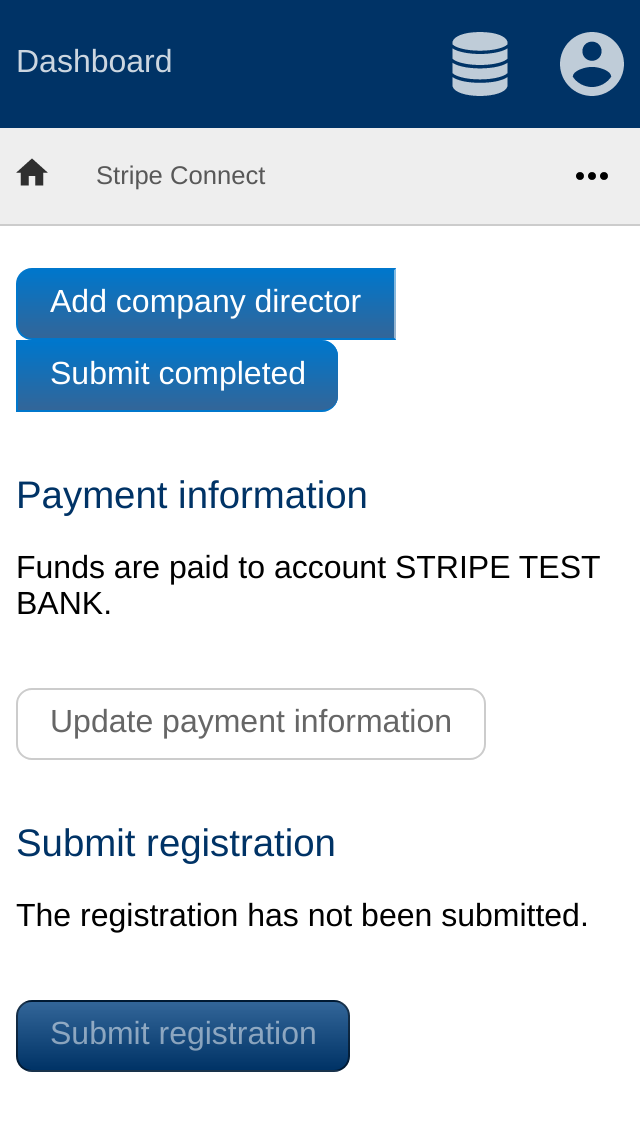 Dashboard
Stripe Connect
Add company director
Submit completed
Payment information
Funds are paid to account STRIPE TEST
BANK.
Update payment information
Submit registration
The registration has not been submitted.
Submit registration